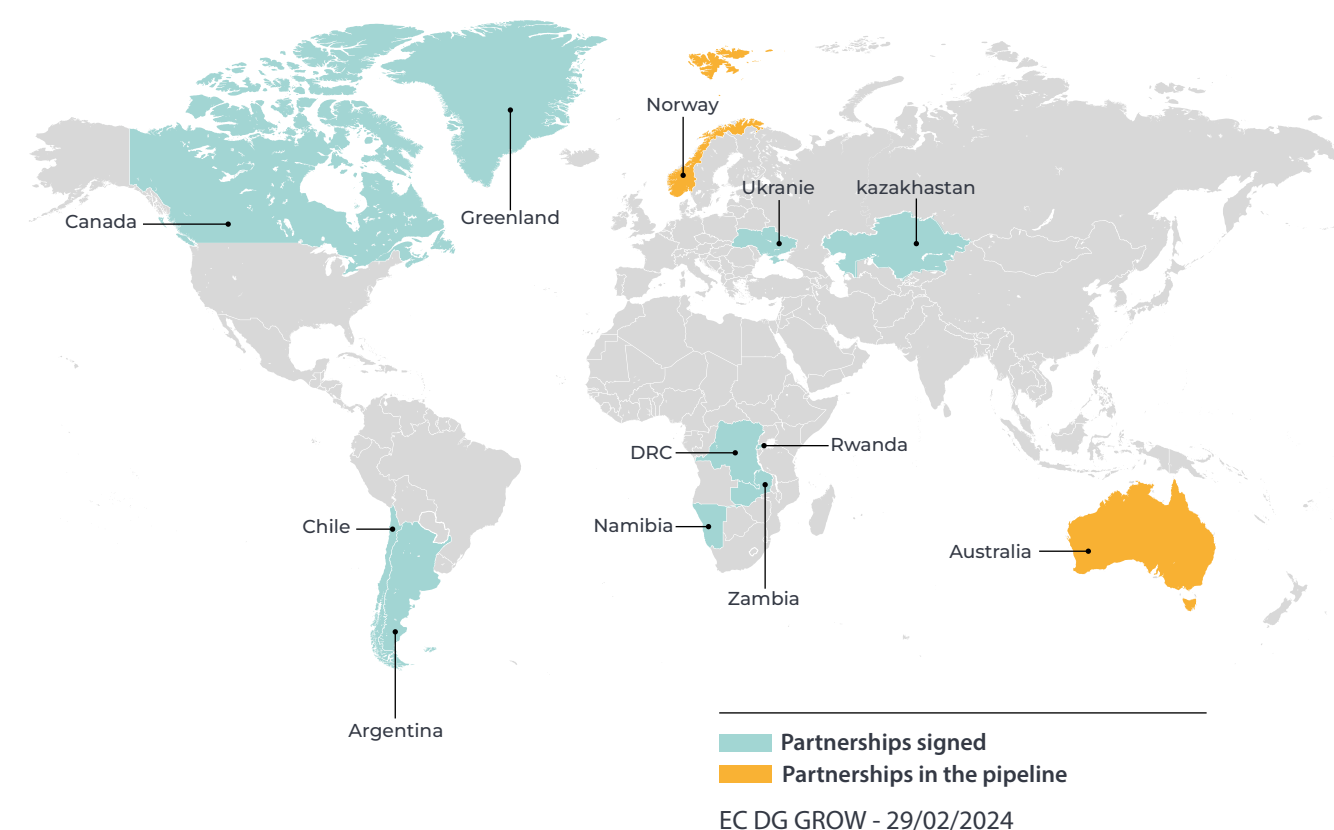 Norway
Ukranie
kazakhastan
Canada
Greenland
DRC
Rwanda
Chile
Namibia
Australia
Zambia
Argentina
Partnerships signed
Partnerships in the pipeline
EC DG GROW - 29/02/2024